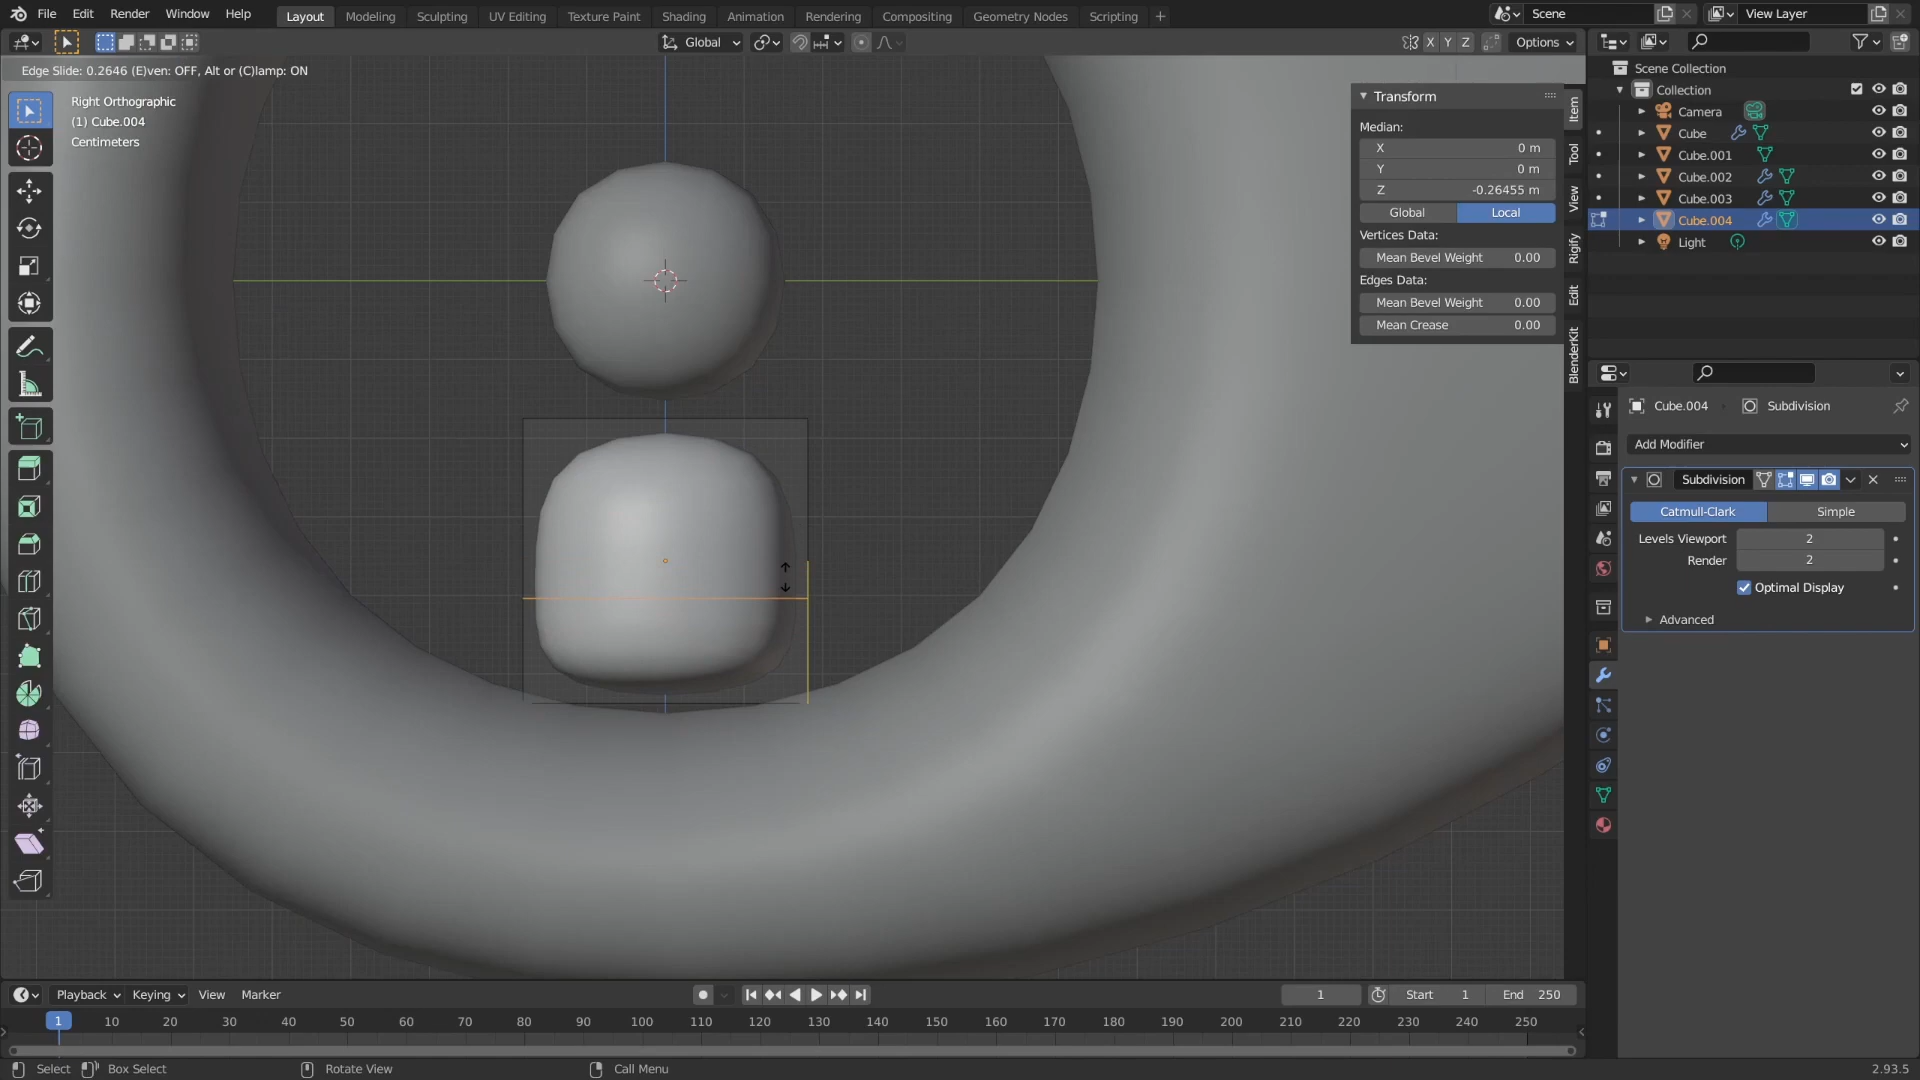 File Edit Render Window Help Layout Modeling Sculpting UV Editing Texture Paint Shading Animation Rendering Compositing Geometry Nodes Scripting + Scene View Layer
Global X Y Z Options
Edge Slide: 0.2646 (E)ven: OFF, Alt or (C)lamp: ON
Right Orthographic
(1) Cube.004
Centimeters
Transform
Median:
X 0 m
Y 0 m
Z -0.26455 m
Global Local
Vertices Data:
Mean Bevel Weight 0.00
Edges Data:
Mean Bevel Weight 0.00
Mean Crease 0.00
Item
Tool
View
Rigify
Edit
BlenderKit
Scene Collection
Collection
Camera
Cube
Cube.001
Cube.002
Cube.003
Cube.004
Light
Cube.004 Subdivision
Add Modifier
Subdivision
Catmull-Clark Simple
Levels Viewport 2
Render 2
Optimal Display
Advanced
Playback Keying View Marker 1 Start 1 End 250
1 10 20 30 40 50 60 70 80 90 100 110 120 130 140 150 160 170 180 190 200 210 220 230 240 250
Select Box Select Rotate View Call Menu 2.93.5